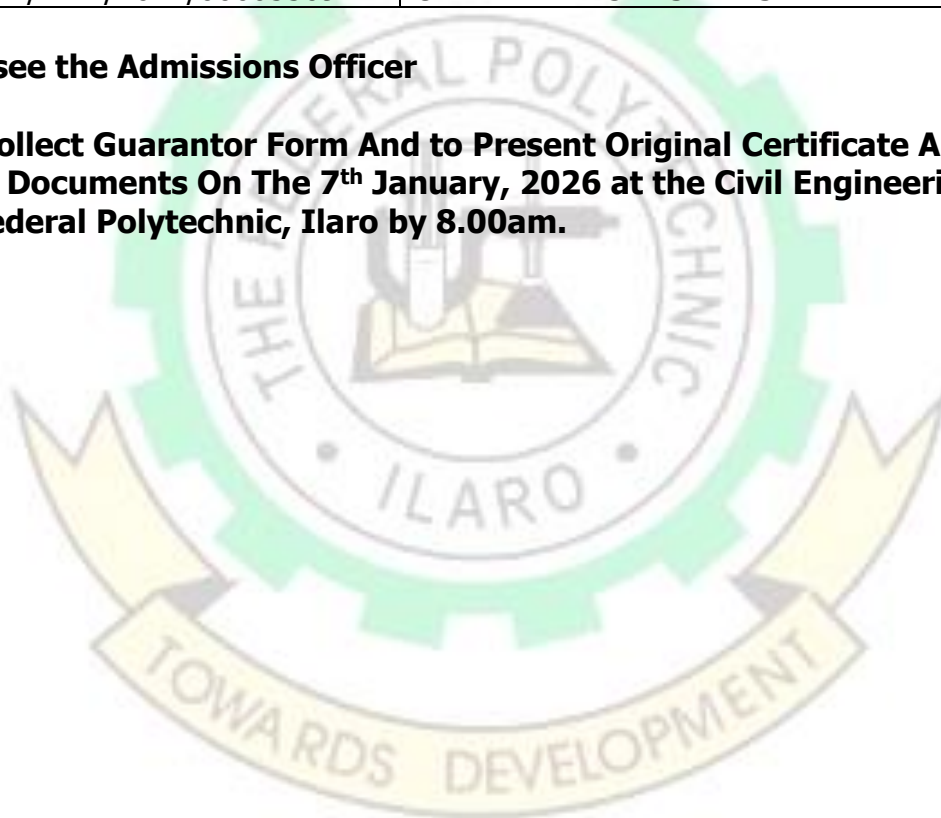 see the Admissions Officer
ollect Guarantor Form And to Present Original Certificate A
Documents On The 7th January, 2026 at the Civil Engineeri
ederal Polytechnic, Ilaro by 8.00am.
THE FEDERAL POLYTECHNIC
ILARO
TOWARDS DEVELOPMENT